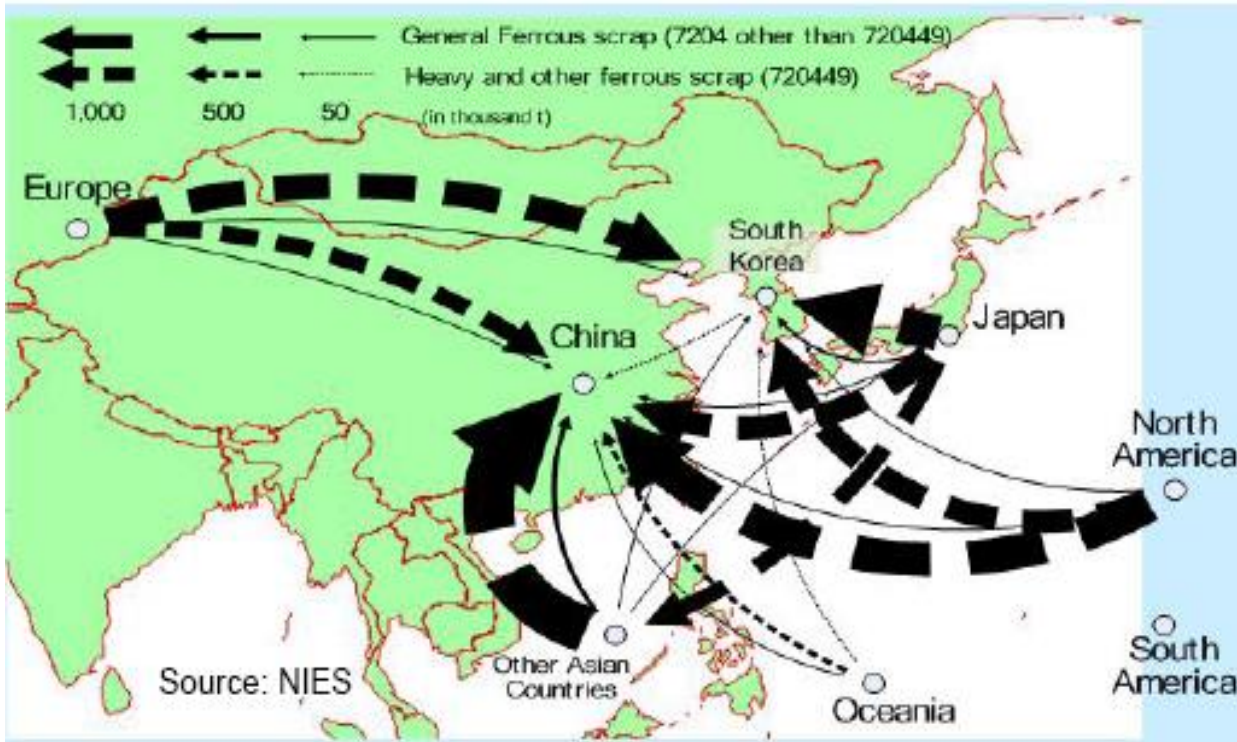 General Ferrous scrap (7204 other than 720449)
Heavy and other ferrous scrap (720449)
1.000 500 50 (in thousand t)
Europe
South
Korea
China
Japan
North
America
Other Asian
Countries
South
America
Source: NIES
Oceania